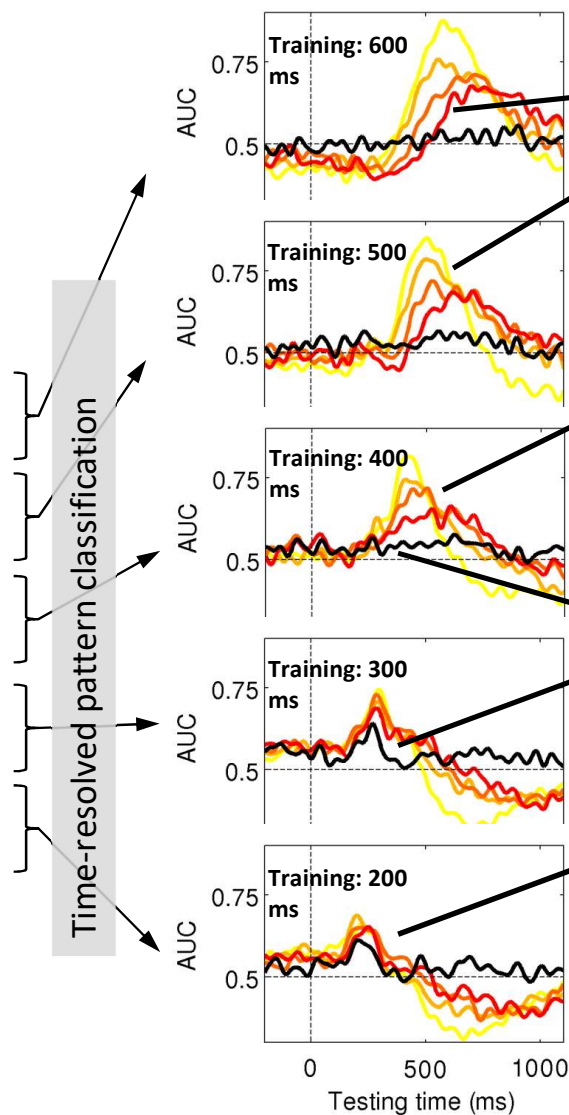 Time-resolved pattern classification
Training: 600
ms
0.75
0.5
AUC
Training: 500
ms
0.75
0.5
AUC
Training: 400
ms
0.75
0.5
AUC
Training: 300
ms
0.75
0.5
AUC
Training: 200
ms
0.75
0.5
AUC
0 500 1000
Testing time (ms)